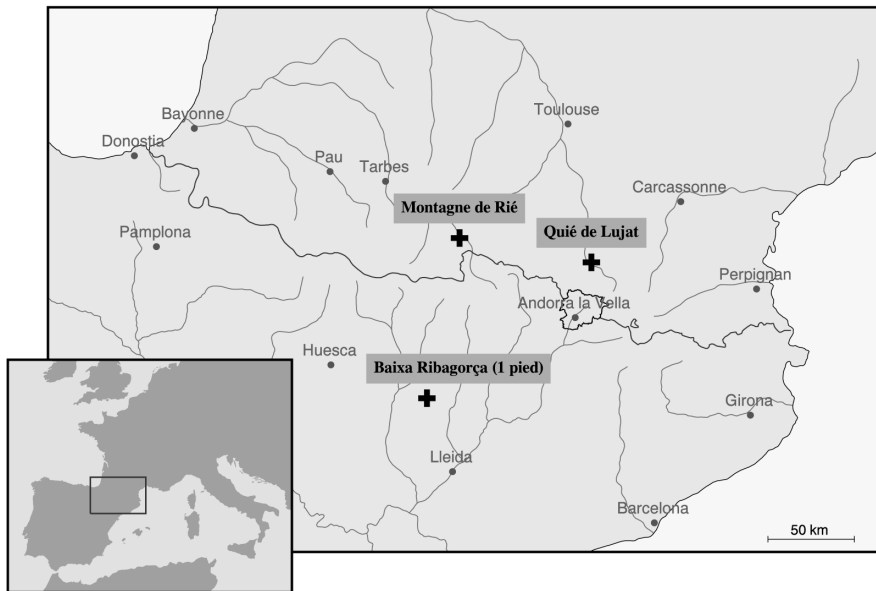 Toulouse
Bayonne
Donostia
Pau
Tarbes
Carcassonne
Montagne de Rié
Quié de Lujat
Pamplona
Perpignan
Andorra la Vella
Huesca
Baixa Ribagorça (1 pied)
Girona
Lleida
Barcelona
50 km